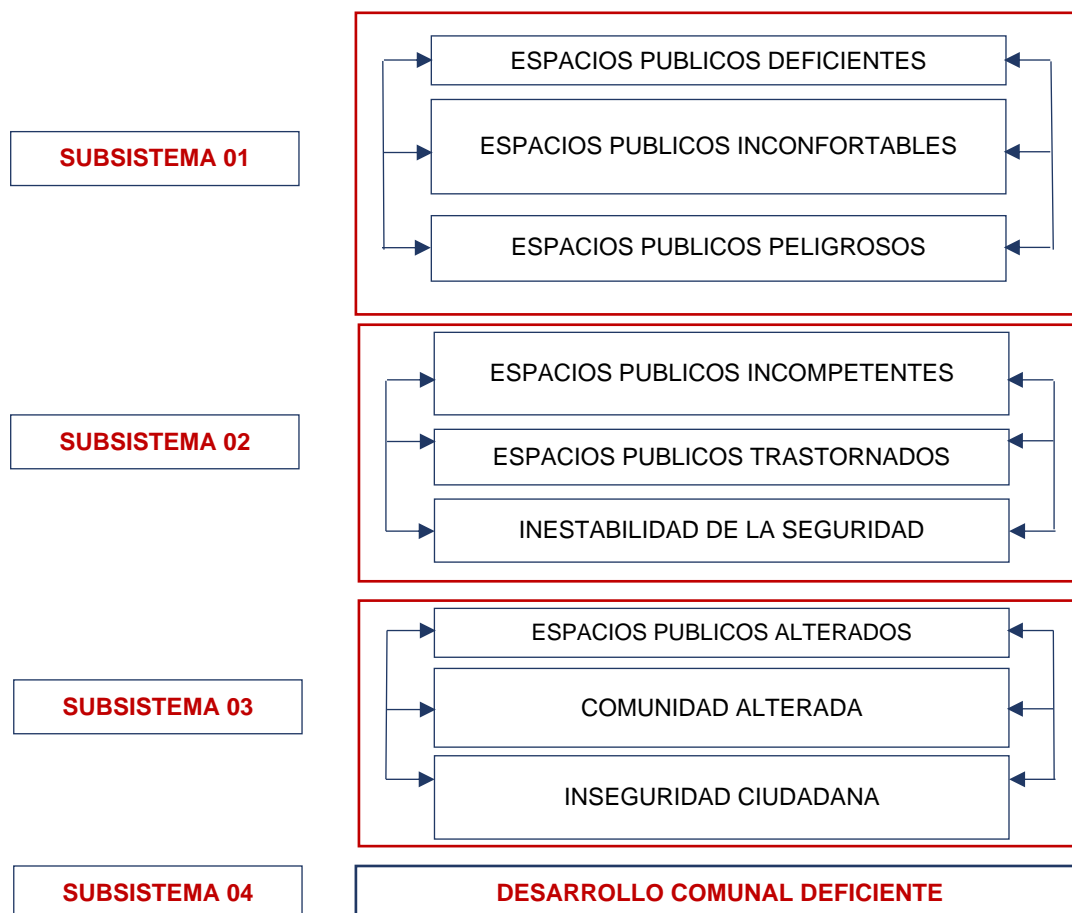 ESPACIOS PUBLICOS DEFICIENTES
SUBSISTEMA 01
ESPACIOS PUBLICOS INCONFORTABLES
ESPACIOS PUBLICOS PELIGROSOS
ESPACIOS PUBLICOS INCOMPETENTES
SUBSISTEMA 02
ESPACIOS PUBLICOS TRASTORNADOS
INESTABILIDAD DE LA SEGURIDAD
ESPACIOS PUBLICOS ALTERADOS
SUBSISTEMA 03
COMUNIDAD ALTERADA
INSEGURIDAD CIUDADANA
SUBSISTEMA 04
DESARROLLO COMUNAL DEFICIENTE